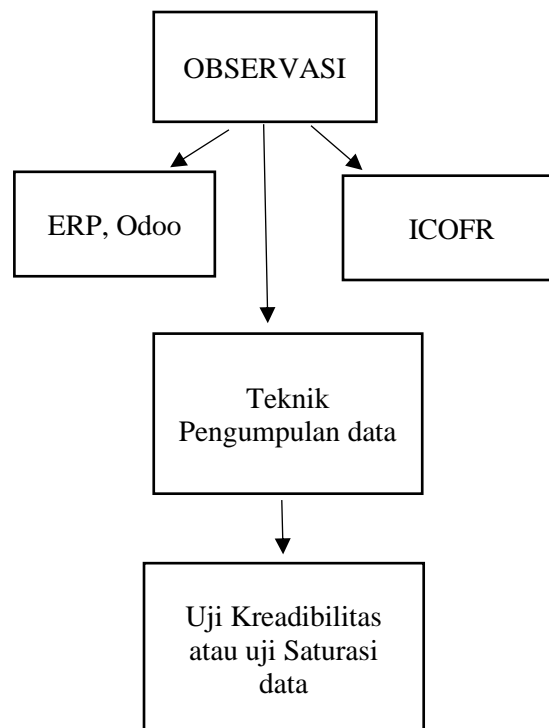 OBSERVASI
ERP, Odoo
ICOFR
Teknik
Pengumpulan data
Uji Kreadibilitas
atau uji Saturasi
data